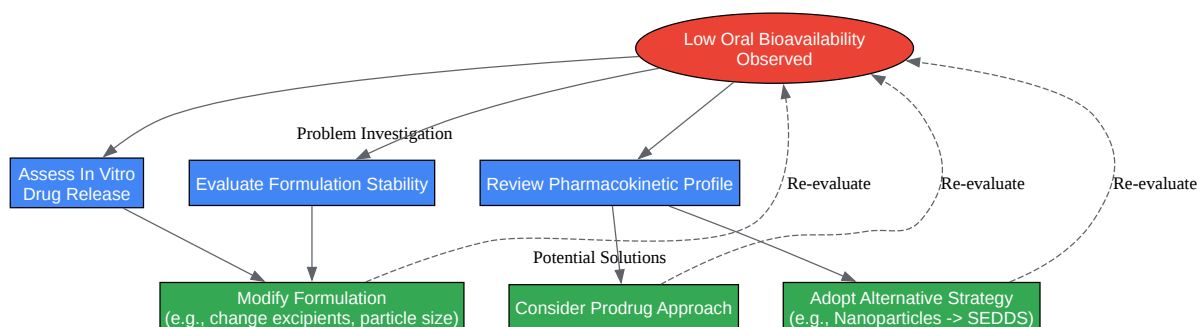 Low Oral Bioavailability
Observed
Problem Investigation
Assess In Vitro
Drug Release
Evaluate Formulation Stability
Review Pharmacokinetic Profile
Re-evaluate
Re-evaluate
Re-evaluate
Potential Solutions
Modify Formulation
(e.g., change excipients, particle size)
Consider Prodrug Approach
Adopt Alternative Strategy
(e.g., Nanoparticles -> SEDDS)